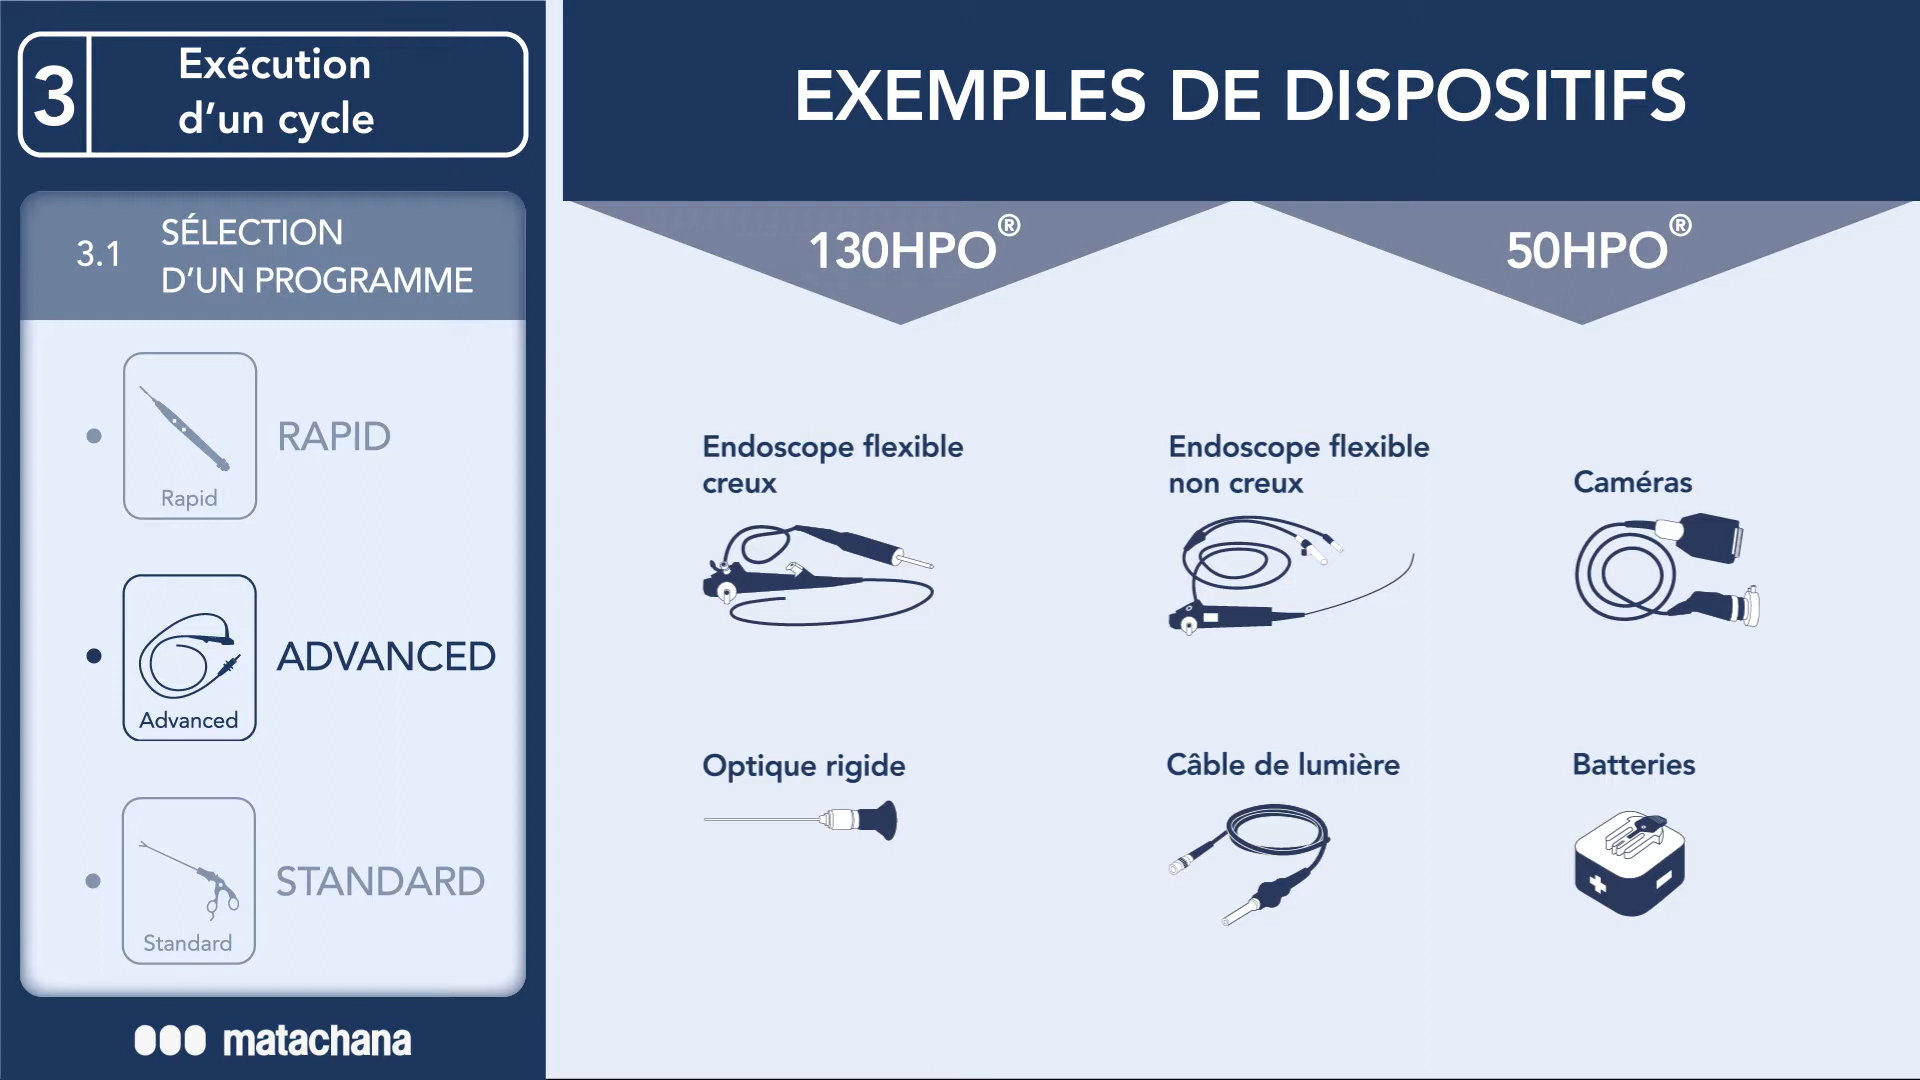 3
Exécution
d’un cycle
3.1
SÉLECTION
D’UN PROGRAMME
RAPID
Rapid
ADVANCED
Advanced
STANDARD
Standard
matachana
EXEMPLES DE DISPOSITIFS
130HPO®
50HPO®
Endoscope flexible
creux
Endoscope flexible
non creux
Caméras
Optique rigide
Câble de lumière
Batteries